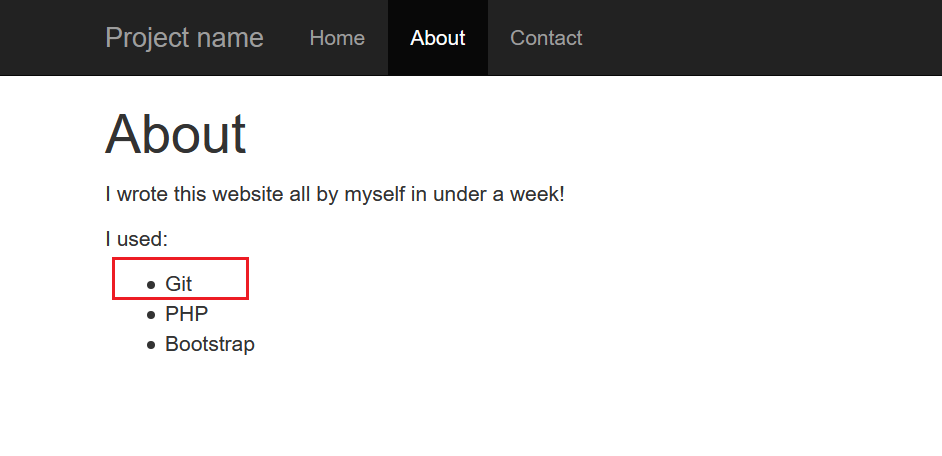 Project name Home About Contact
About
I wrote this website all by myself in under a week!
I used:
Git
PHP
Bootstrap